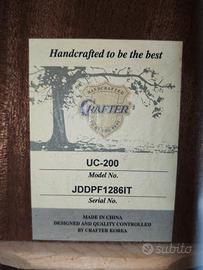 Handcrafted to be the best
HANDCRAFTED
CRAFTER
UC-200
Model No.
JDDPF1286IT
Serial No.
MADE IN CHINA
DESIGNED AND QUALITY CONTROLLED
BY CRAFTER KOREA
subito